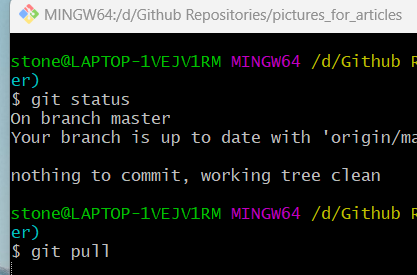 MINGW64:/d/Github Repositories/pictures_for_articles
stone@LAPTOP-1VEJV1RM MINGW64 /d/Github
er)
$ git status
On branch master
Your branch is up to date with 'origin/ma
nothing to commit, working tree clean
stone@LAPTOP-1VEJV1RM MINGW64 /d/Github
er)
$ git pull